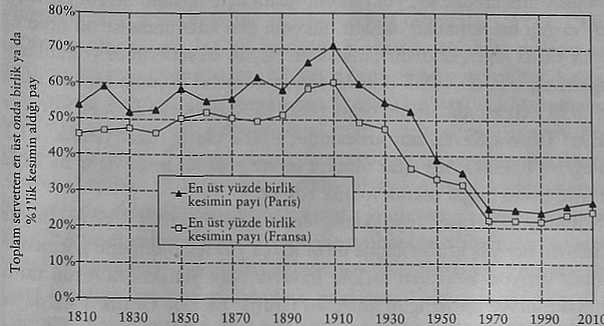 Toplam servetten en üst onda birlik ya da
%1'lik kesimin aldığı pay
80%
70%
60%
50%
40%
30%
20%
10%
0%
En üst yüzde birlik
kesimin payı (Paris)
En üst yüzde birlik
kesimin payı (Fransa)
1810 1830 1850 1870 1890 1910 1930 1950 1970 1990 2010